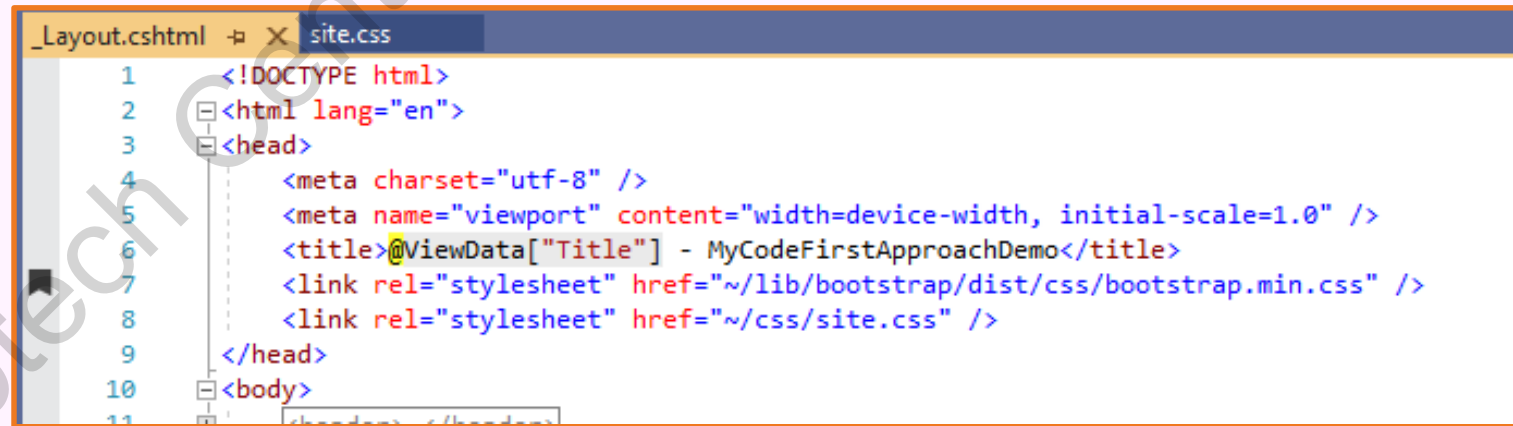 _Layout.cshtml site.css
1 <!DOCTYPE html>
2 <html lang="en">
3 <head>
4 <meta charset="utf-8" />
5 <meta name="viewport" content="width=device-width, initial-scale=1.0" />
6 <title>@ViewData["Title"] - MyCodeFirstApproachDemo</title>
7 <link rel="stylesheet" href="~/lib/bootstrap/dist/css/bootstrap.min.css" />
8 <link rel="stylesheet" href="~/css/site.css" />
9 </head>
10 <body>